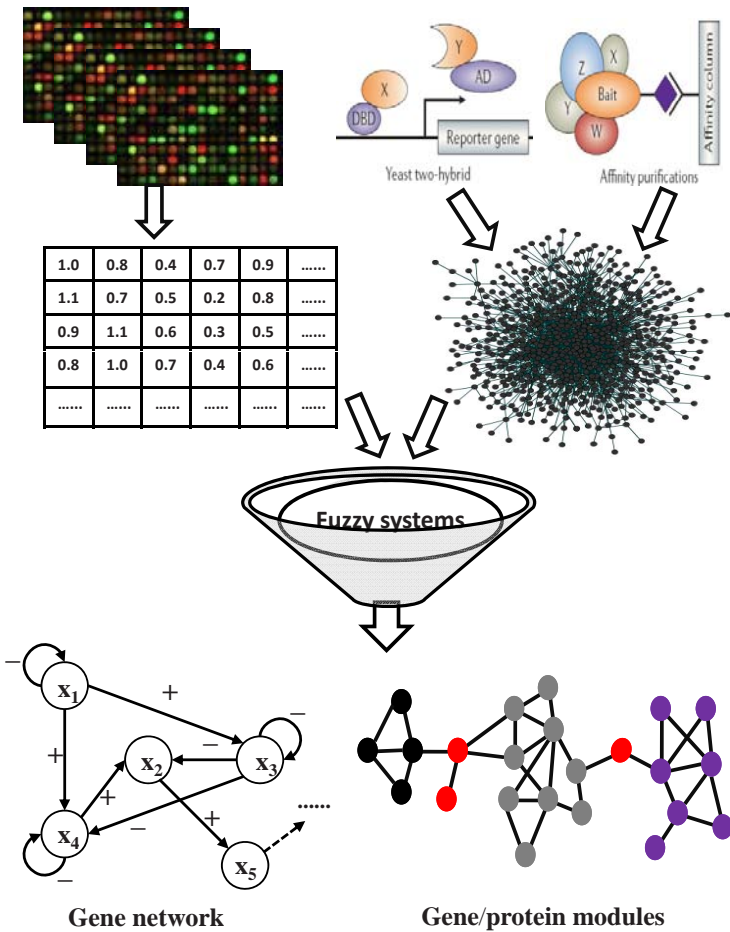 X
Y
AD
DBD
Reporter gene
Yeast two-hybrid
Z
X
Y
Bait
W
Affinity column
Affinity purifications
1.0 0.8 0.4 0.7 0.9 ......
1.1 0.7 0.5 0.2 0.8 ......
0.9 1.1 0.6 0.3 0.5 ......
0.8 1.0 0.7 0.4 0.6 ......
...... ...... ...... ...... ...... ......
Fuzzy systems
−
x1
+
−
+
x2
−
x3
+
−
......
x4
+
−
x5
Gene network
Gene/protein modules